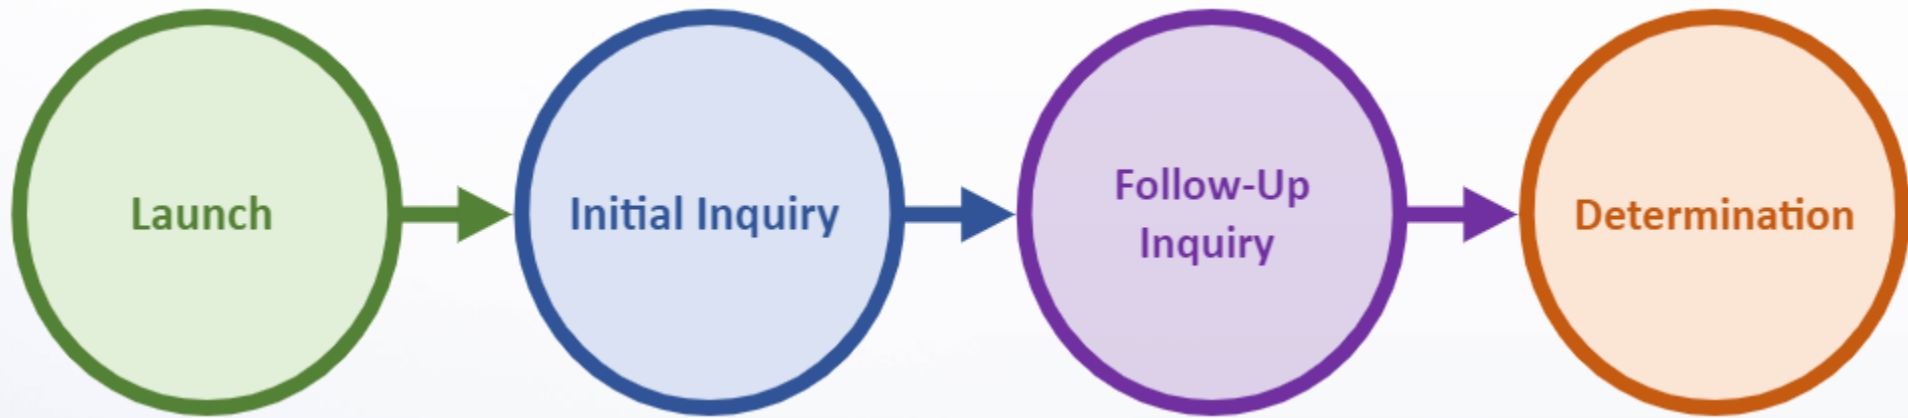 Launch
Initial Inquiry
Follow-Up
Inquiry
Determination